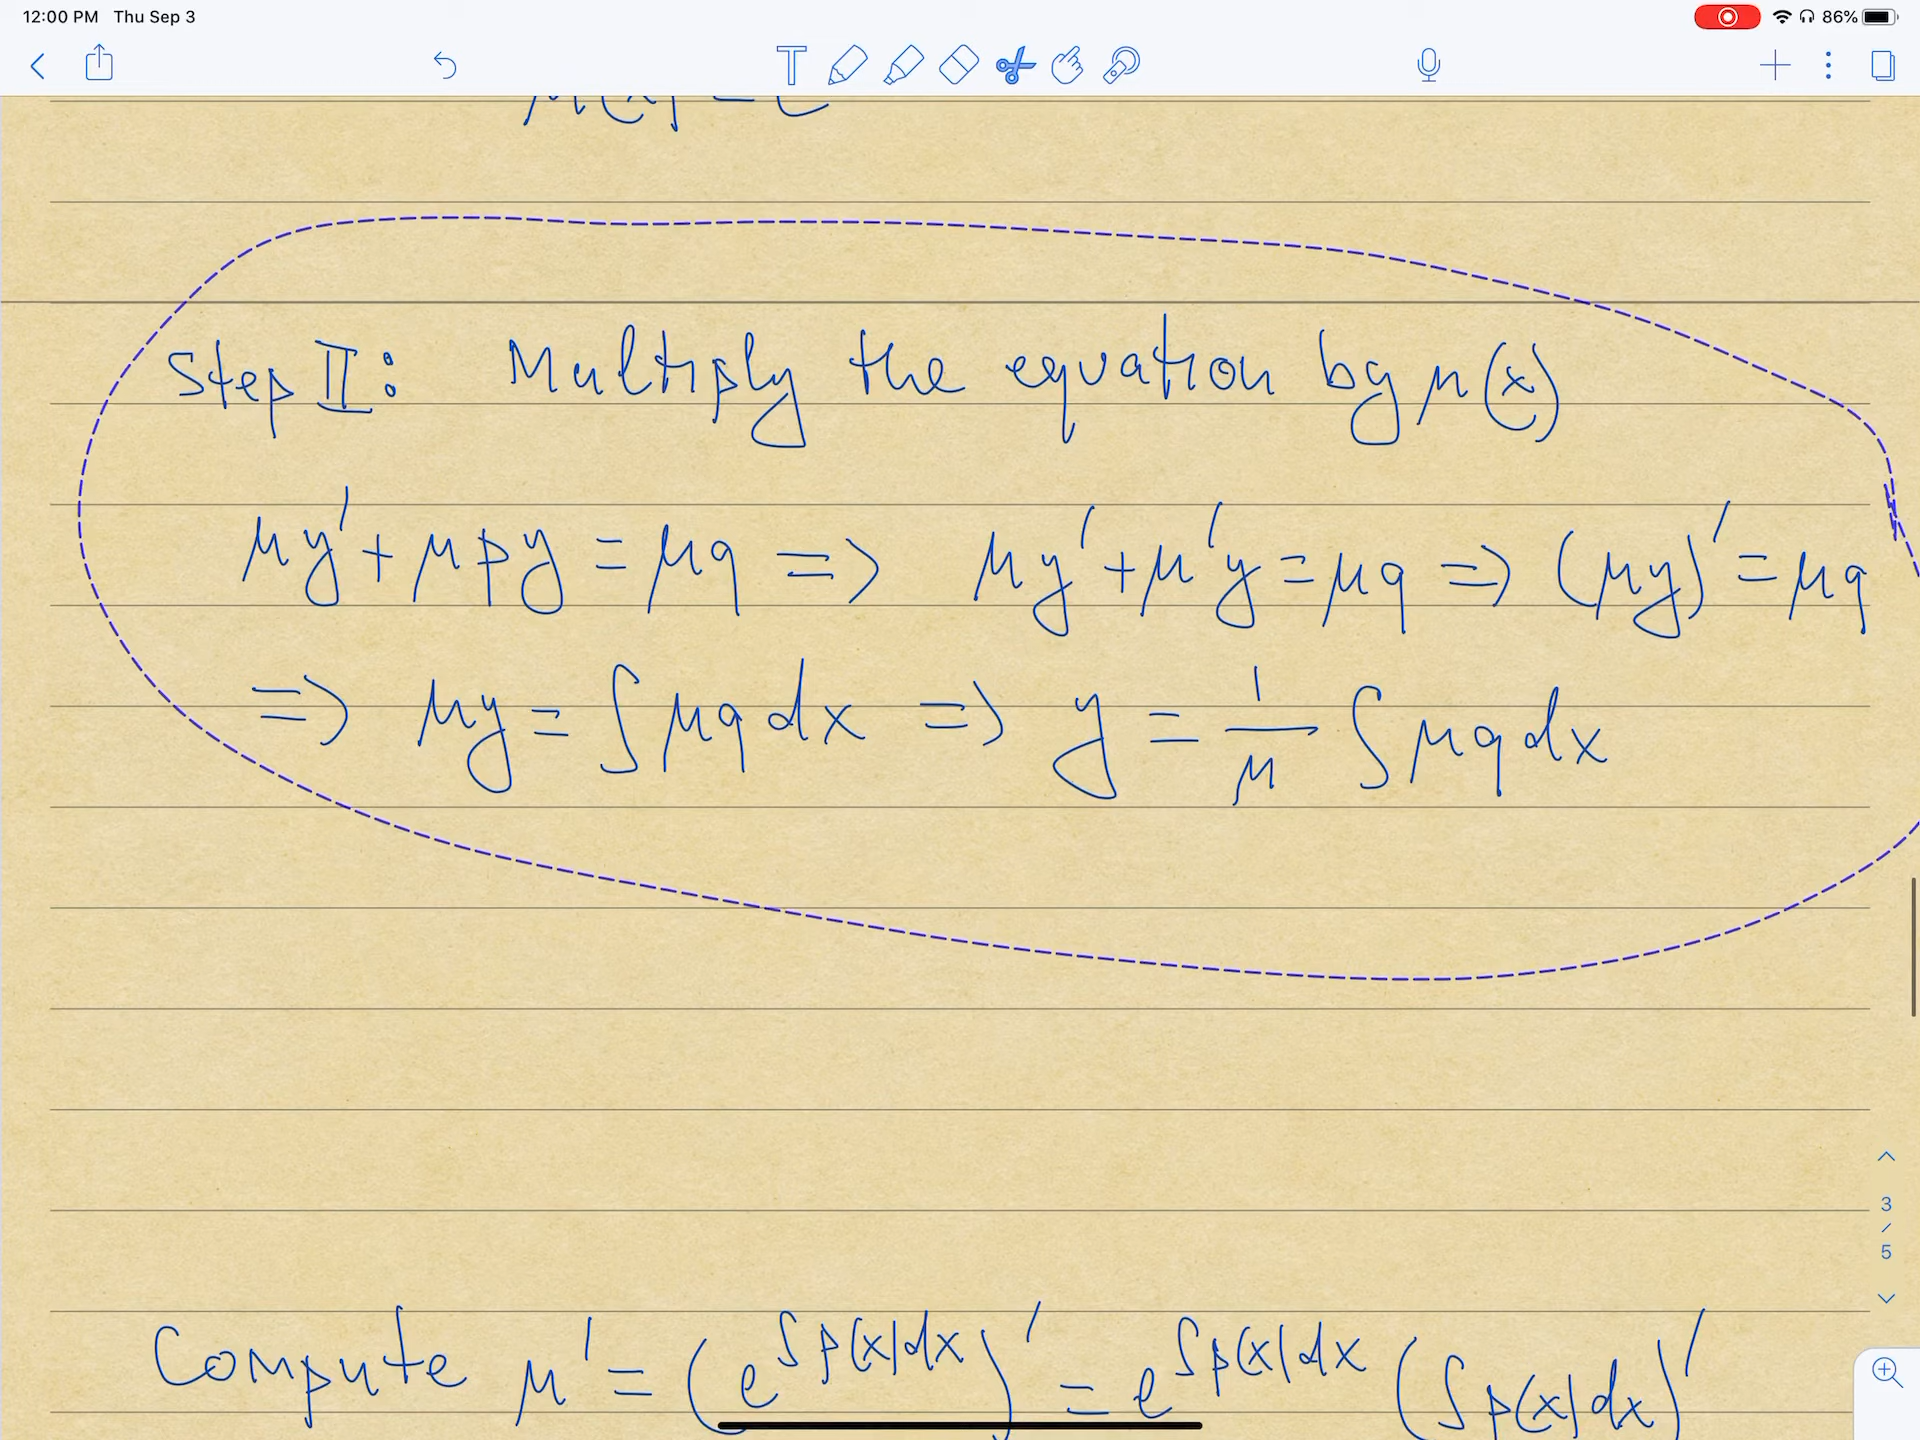 12:00 PM Thu Sep 3 86%
μ(x) = e
Step II: Multiply the equation by μ(x)
μy' + μpy = μq => μy' + μ'y = μq => (μy)' = μq
=> μy = ∫ μq dx => y = 1/μ ∫ μq dx
3
/
5
Compute μ' = (e^∫p(x)dx)' = e^∫p(x)dx (∫p(x)dx)'